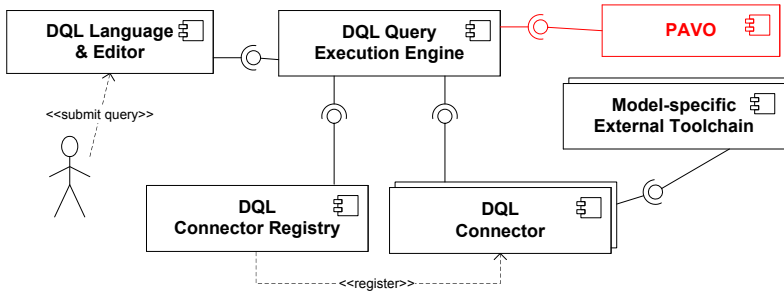 DQL Language
& Editor
DQL Query
Execution Engine
PAVO
Model-specific
External Toolchain
<<submit query>>
DQL
Connector Registry
DQL
Connector
<<register>>